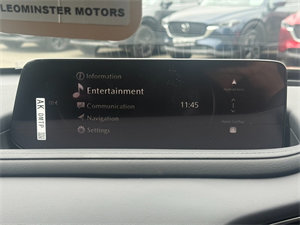 LEOMINSTER MOTORS
Information
Entertainment
Communication
11:45
Navigation
Settings